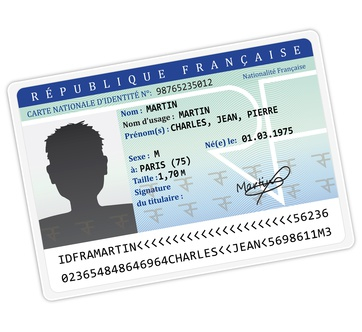 RÉPUBLIQUE FRANÇAISE
CARTE NATIONALE D'IDENTITÉ N°: 98765235012 Nationalité Française
Nom : MARTIN
Nom d'usage : MARTIN
Prénom(s) : CHARLES, JEAN, PIERRE
Sexe : M Né(e) le: 01.03.1975
à: PARIS (75)
Taille :1,70 M
Signature
du titulaire :
Martin
IDFRAMARTIN<<<<<<<<<<<<<<<<<<<<<<<56236
023654848646964CHARLES<<JEAN<5698611M3